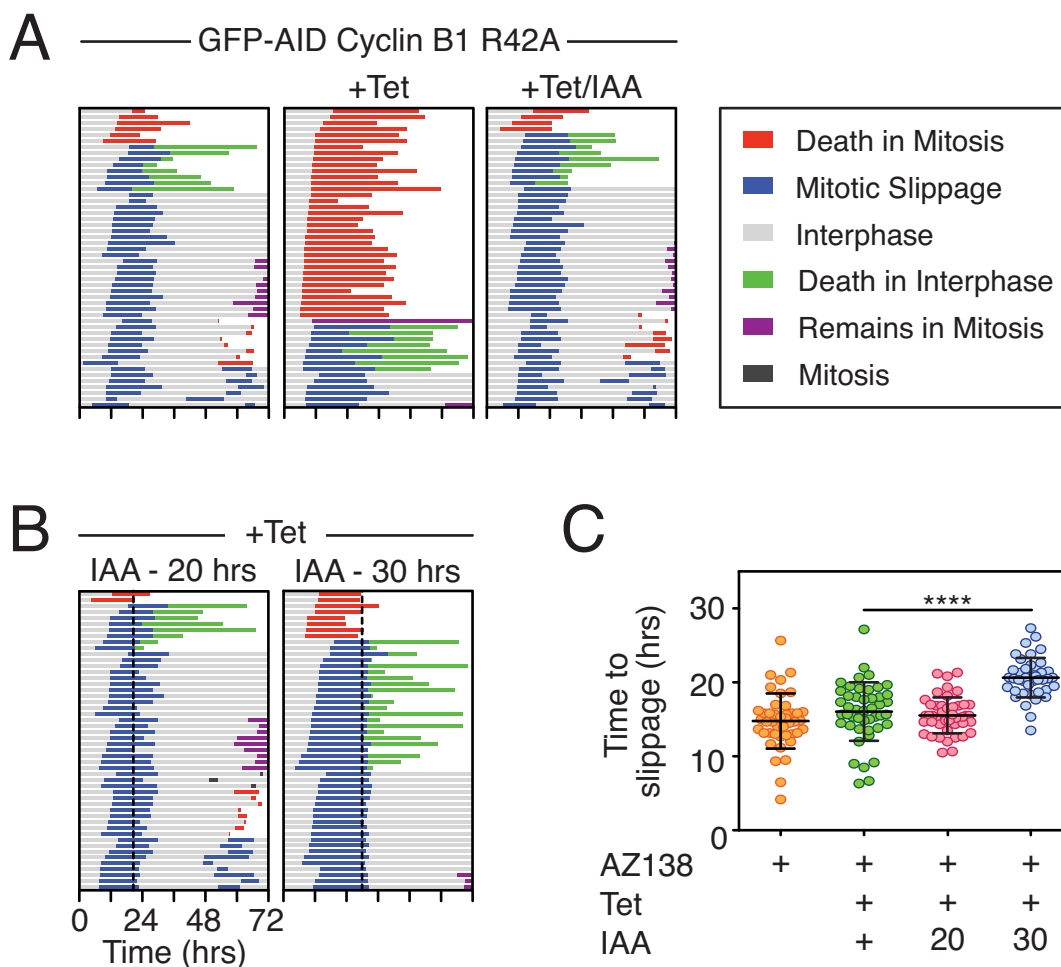 A
GFP-AID Cyclin B1 R42A
+Tet
+Tet/IAA
Death in Mitosis
Mitotic Slippage
Interphase
Death in Interphase
Remains in Mitosis
Mitosis
B
+Tet
IAA - 20 hrs
IAA - 30 hrs
0 24 48 72
Time (hrs)
C
Time to
slippage (hrs)
30
20
10
0
****
AZ138 + + + +
Tet + + +
IAA + 20 30